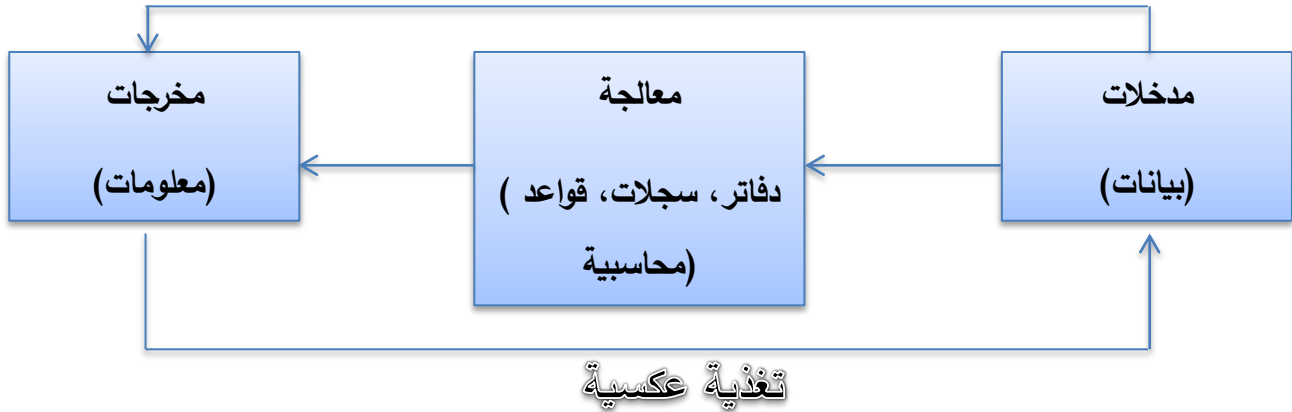 مدخلات
(بيانات)
معالجة
( دفاتر، سجلات، قواعد
محاسبية)
مخرجات
(معلومات)
تغذية عكسية